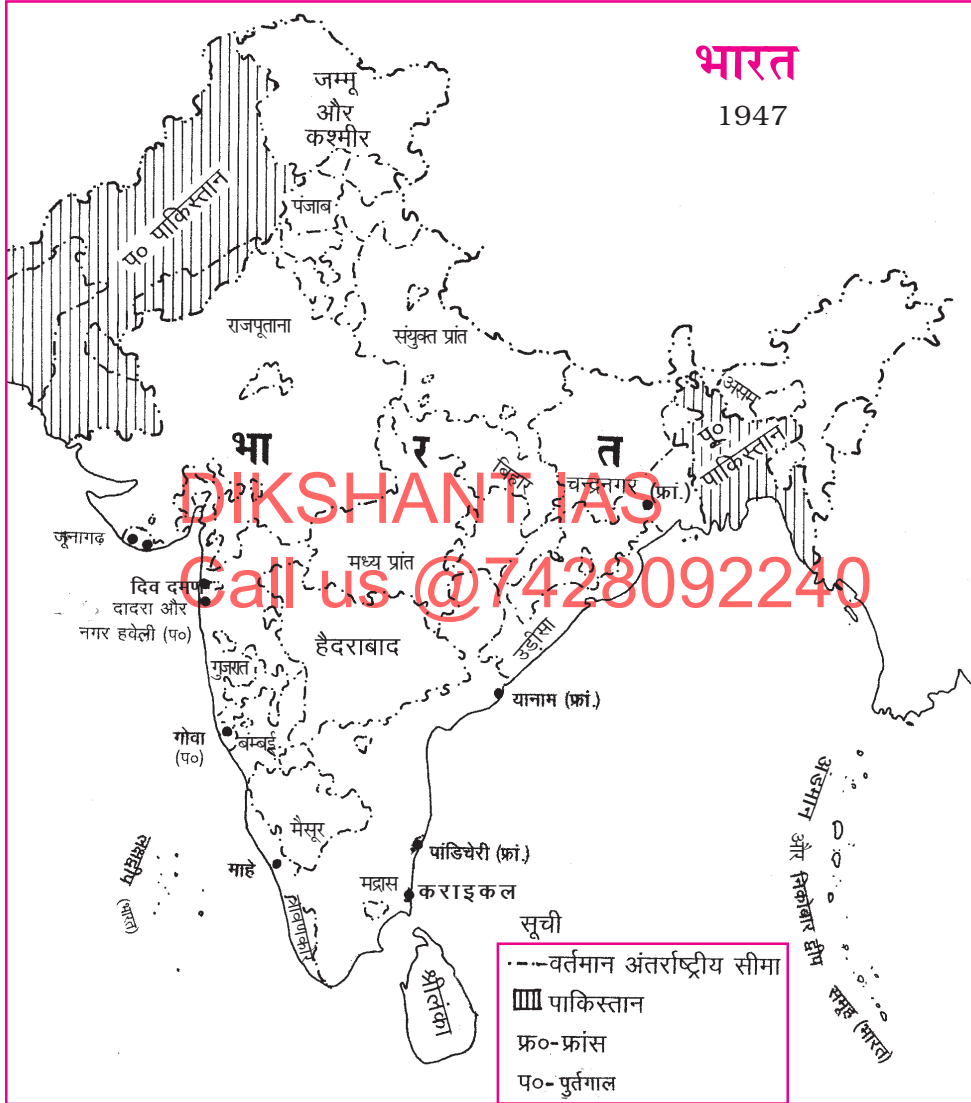 भारत
1947
जम्मू
और
कश्मीर
प० पाकिस्तान
पंजाब
राजपूताना
संयुक्त प्रांत
असम
पू०
पाकिस्तान
भा र त
बिहार
चन्द्रनगर (फ्रां.)
DIKSHANT IAS
जूनागढ़
मध्य प्रांत
Call us @7428092240
दिव दमण
दादरा और
नगर हवेली (प०)
हैदराबाद
उड़ीसा
गुजरात
यानाम (फ्रां.)
गोवा
(प०)
बम्बई
अंडमान और निकोबार द्वीप
समूह (भारत)
मैसूर
पांडिचेरी (फ्रां.)
माहे
लक्षद्वीप
(भारत)
मद्रास
कराइकल
त्रावणकोर
श्रीलंका
सूची
वर्तमान अंतर्राष्ट्रीय सीमा
पाकिस्तान
फ्र०-फ्रांस
प०- पुर्तगाल